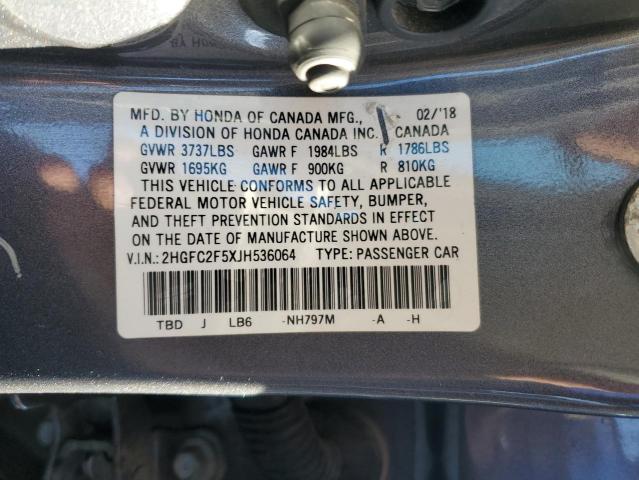 MFD. BY HONDA OF CANADA MFG., 02/'18
A DIVISION OF HONDA CANADA INC. CANADA
GVWR 3737LBS GAWR F 1984LBS R 1786LBS
GVWR 1695KG GAWR F 900KG R 810KG
THIS VEHICLE CONFORMS TO ALL APPLICABLE
FEDERAL MOTOR VEHICLE SAFETY, BUMPER,
AND THEFT PREVENTION STANDARDS IN EFFECT
ON THE DATE OF MANUFACTURE SHOWN ABOVE.
V.I.N.: 2HGFC2F5XJH536064 TYPE: PASSENGER CAR
TBD J LB6 -NH797M -A -H